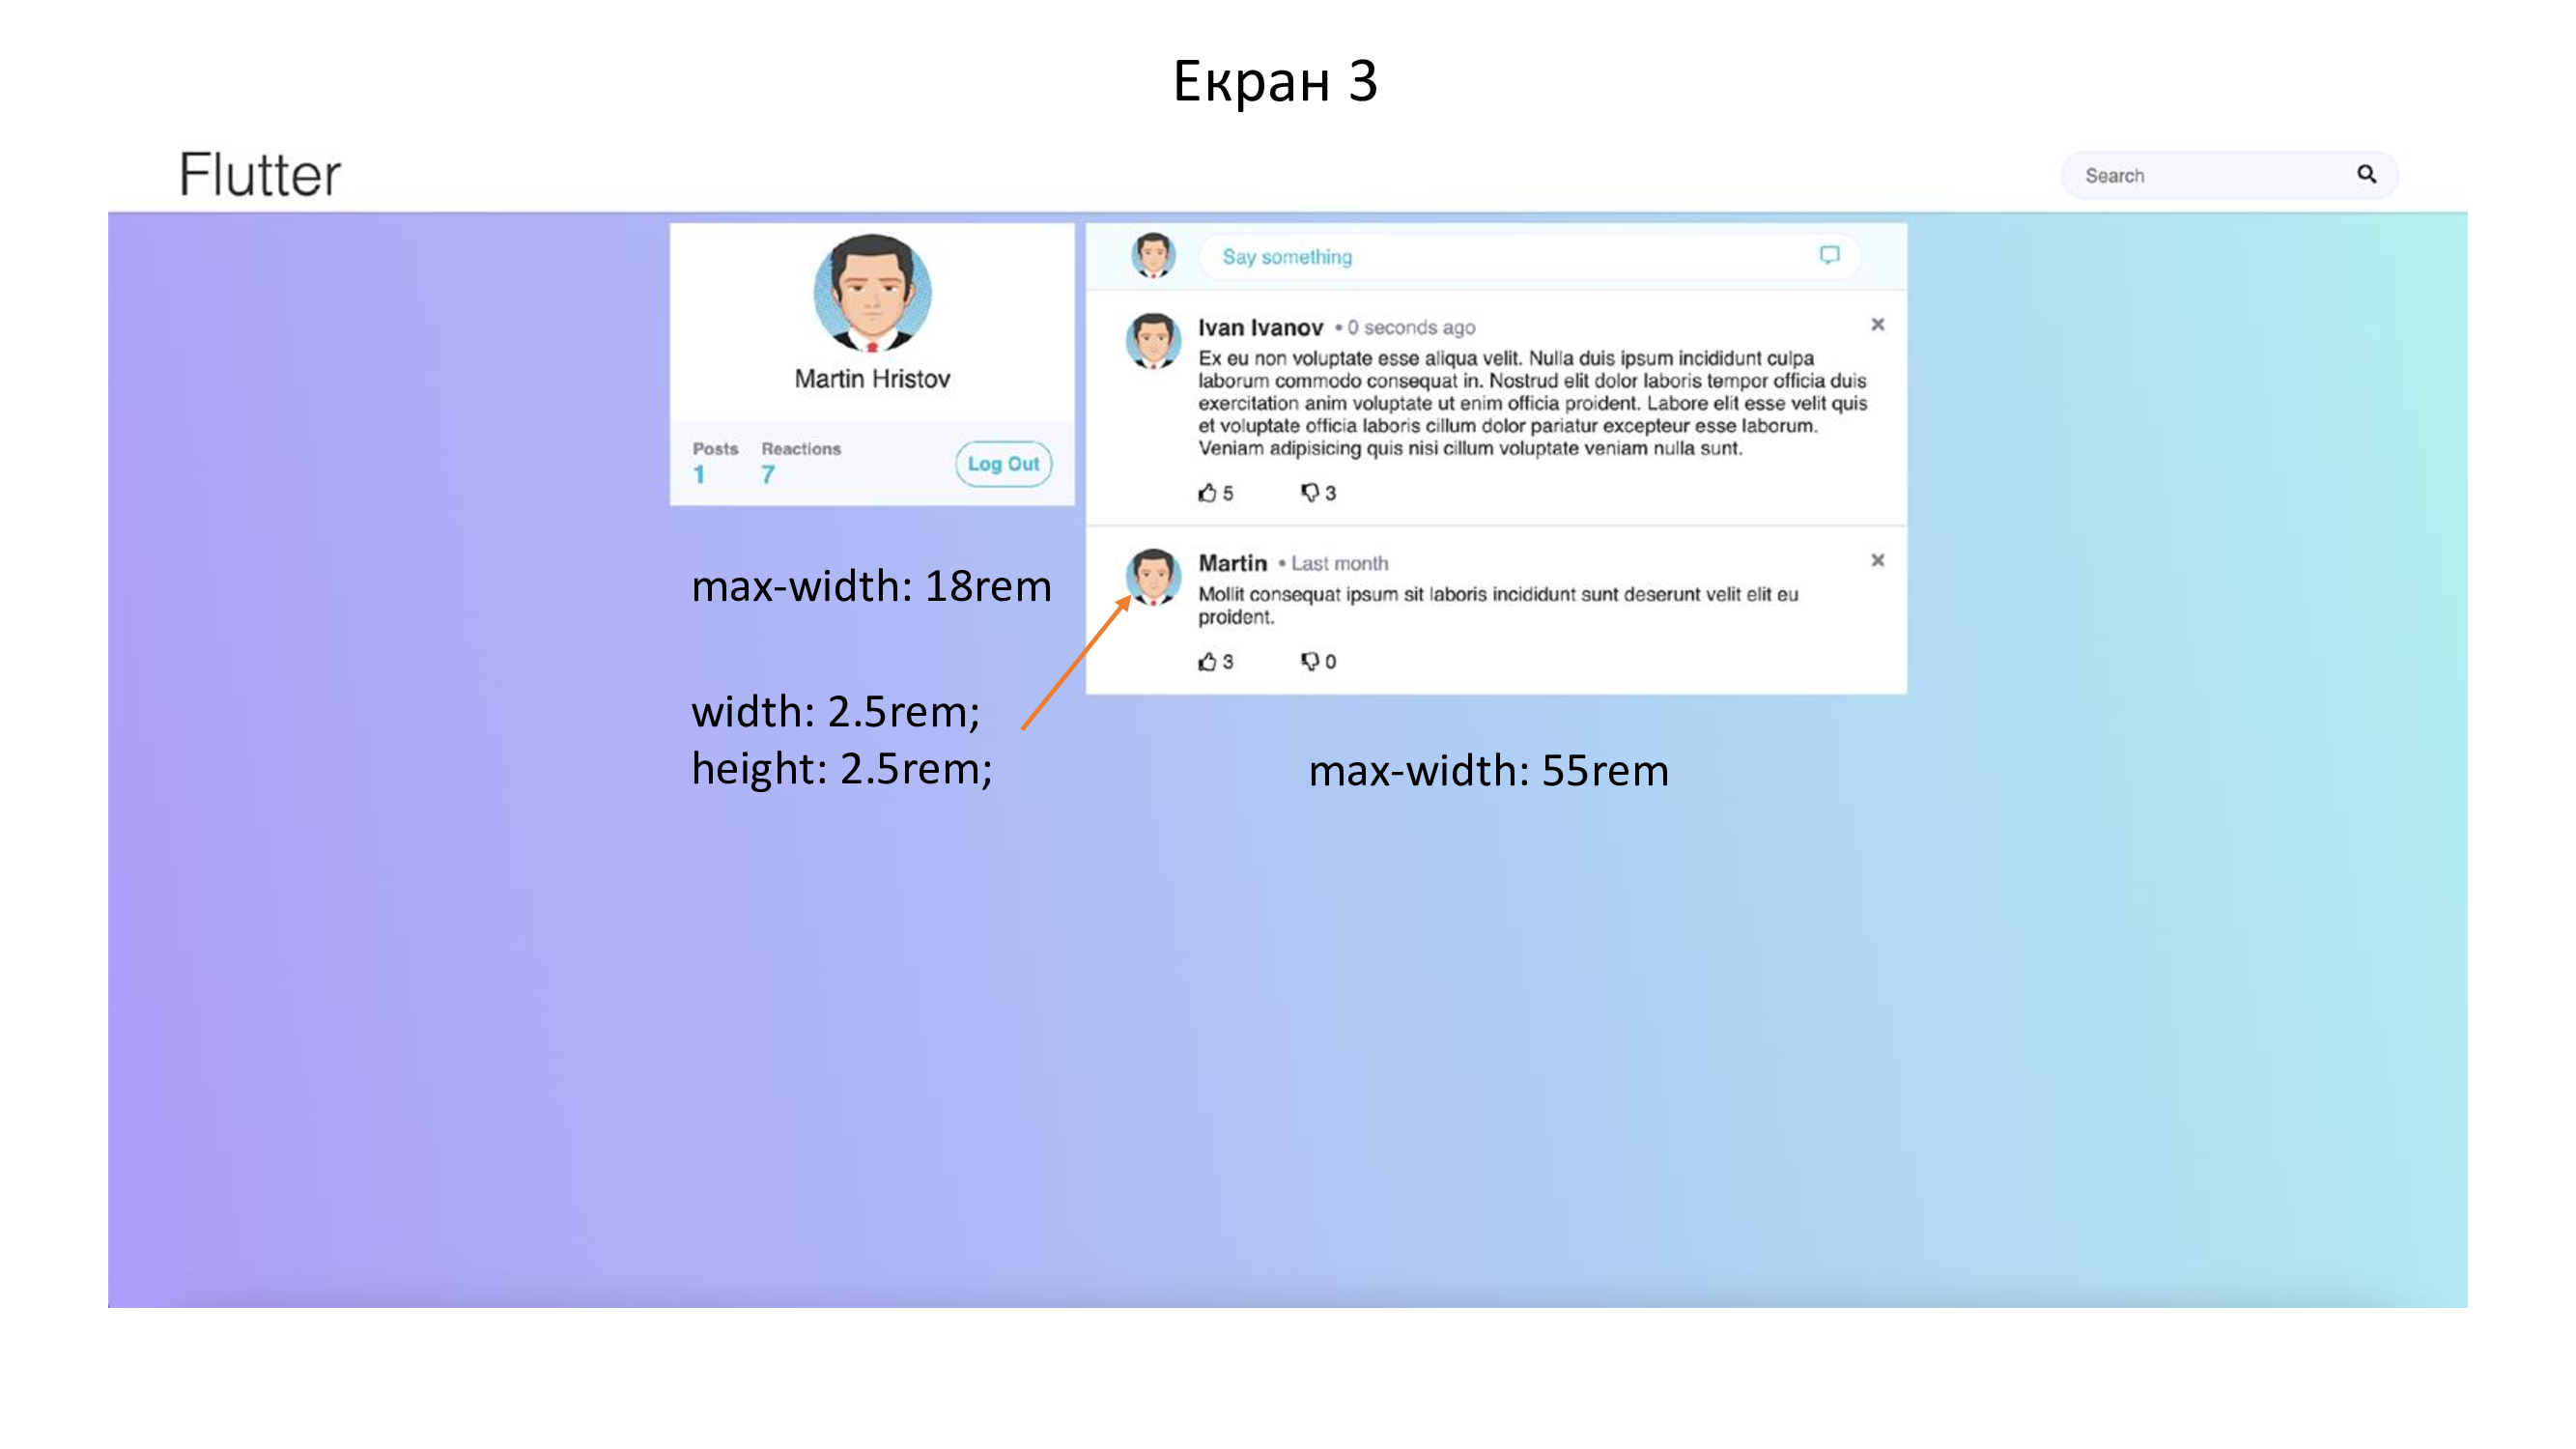 Екран 3
Flutter
Search
Martin Hristov
Posts Reactions
1 7
Log Out
Say something
Ivan Ivanov • 0 seconds ago
Ex eu non voluptate esse aliqua velit. Nulla duis ipsum incididunt culpa
laborum commodo consequat in. Nostrud elit dolor laboris tempor officia duis
exercitation anim voluptate ut enim officia proident. Labore elit esse velit quis
et voluptate officia laboris cillum dolor pariatur excepteur esse laborum.
Veniam adipisicing quis nisi cillum voluptate veniam nulla sunt.
5 3
Martin • Last month
Mollit consequat ipsum sit laboris incididunt sunt deserunt velit elit eu
proident.
3 0
max-width: 18rem
width: 2.5rem;
height: 2.5rem;
max-width: 55rem